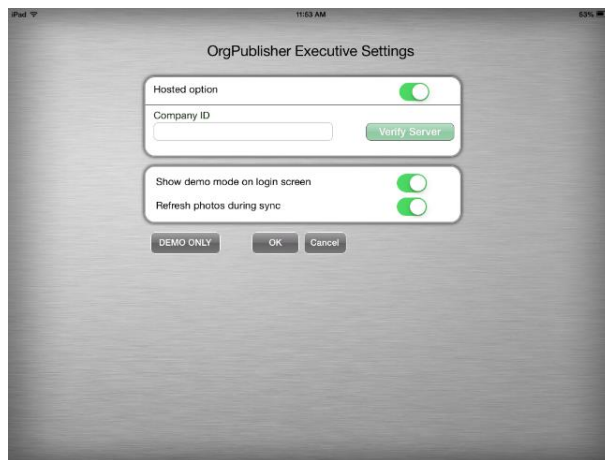 iPad
11:53 AM
53%
OrgPublisher Executive Settings
Hosted option
Company ID
Verify Server
Show demo mode on login screen
Refresh photos during sync
DEMO ONLY
OK
Cancel